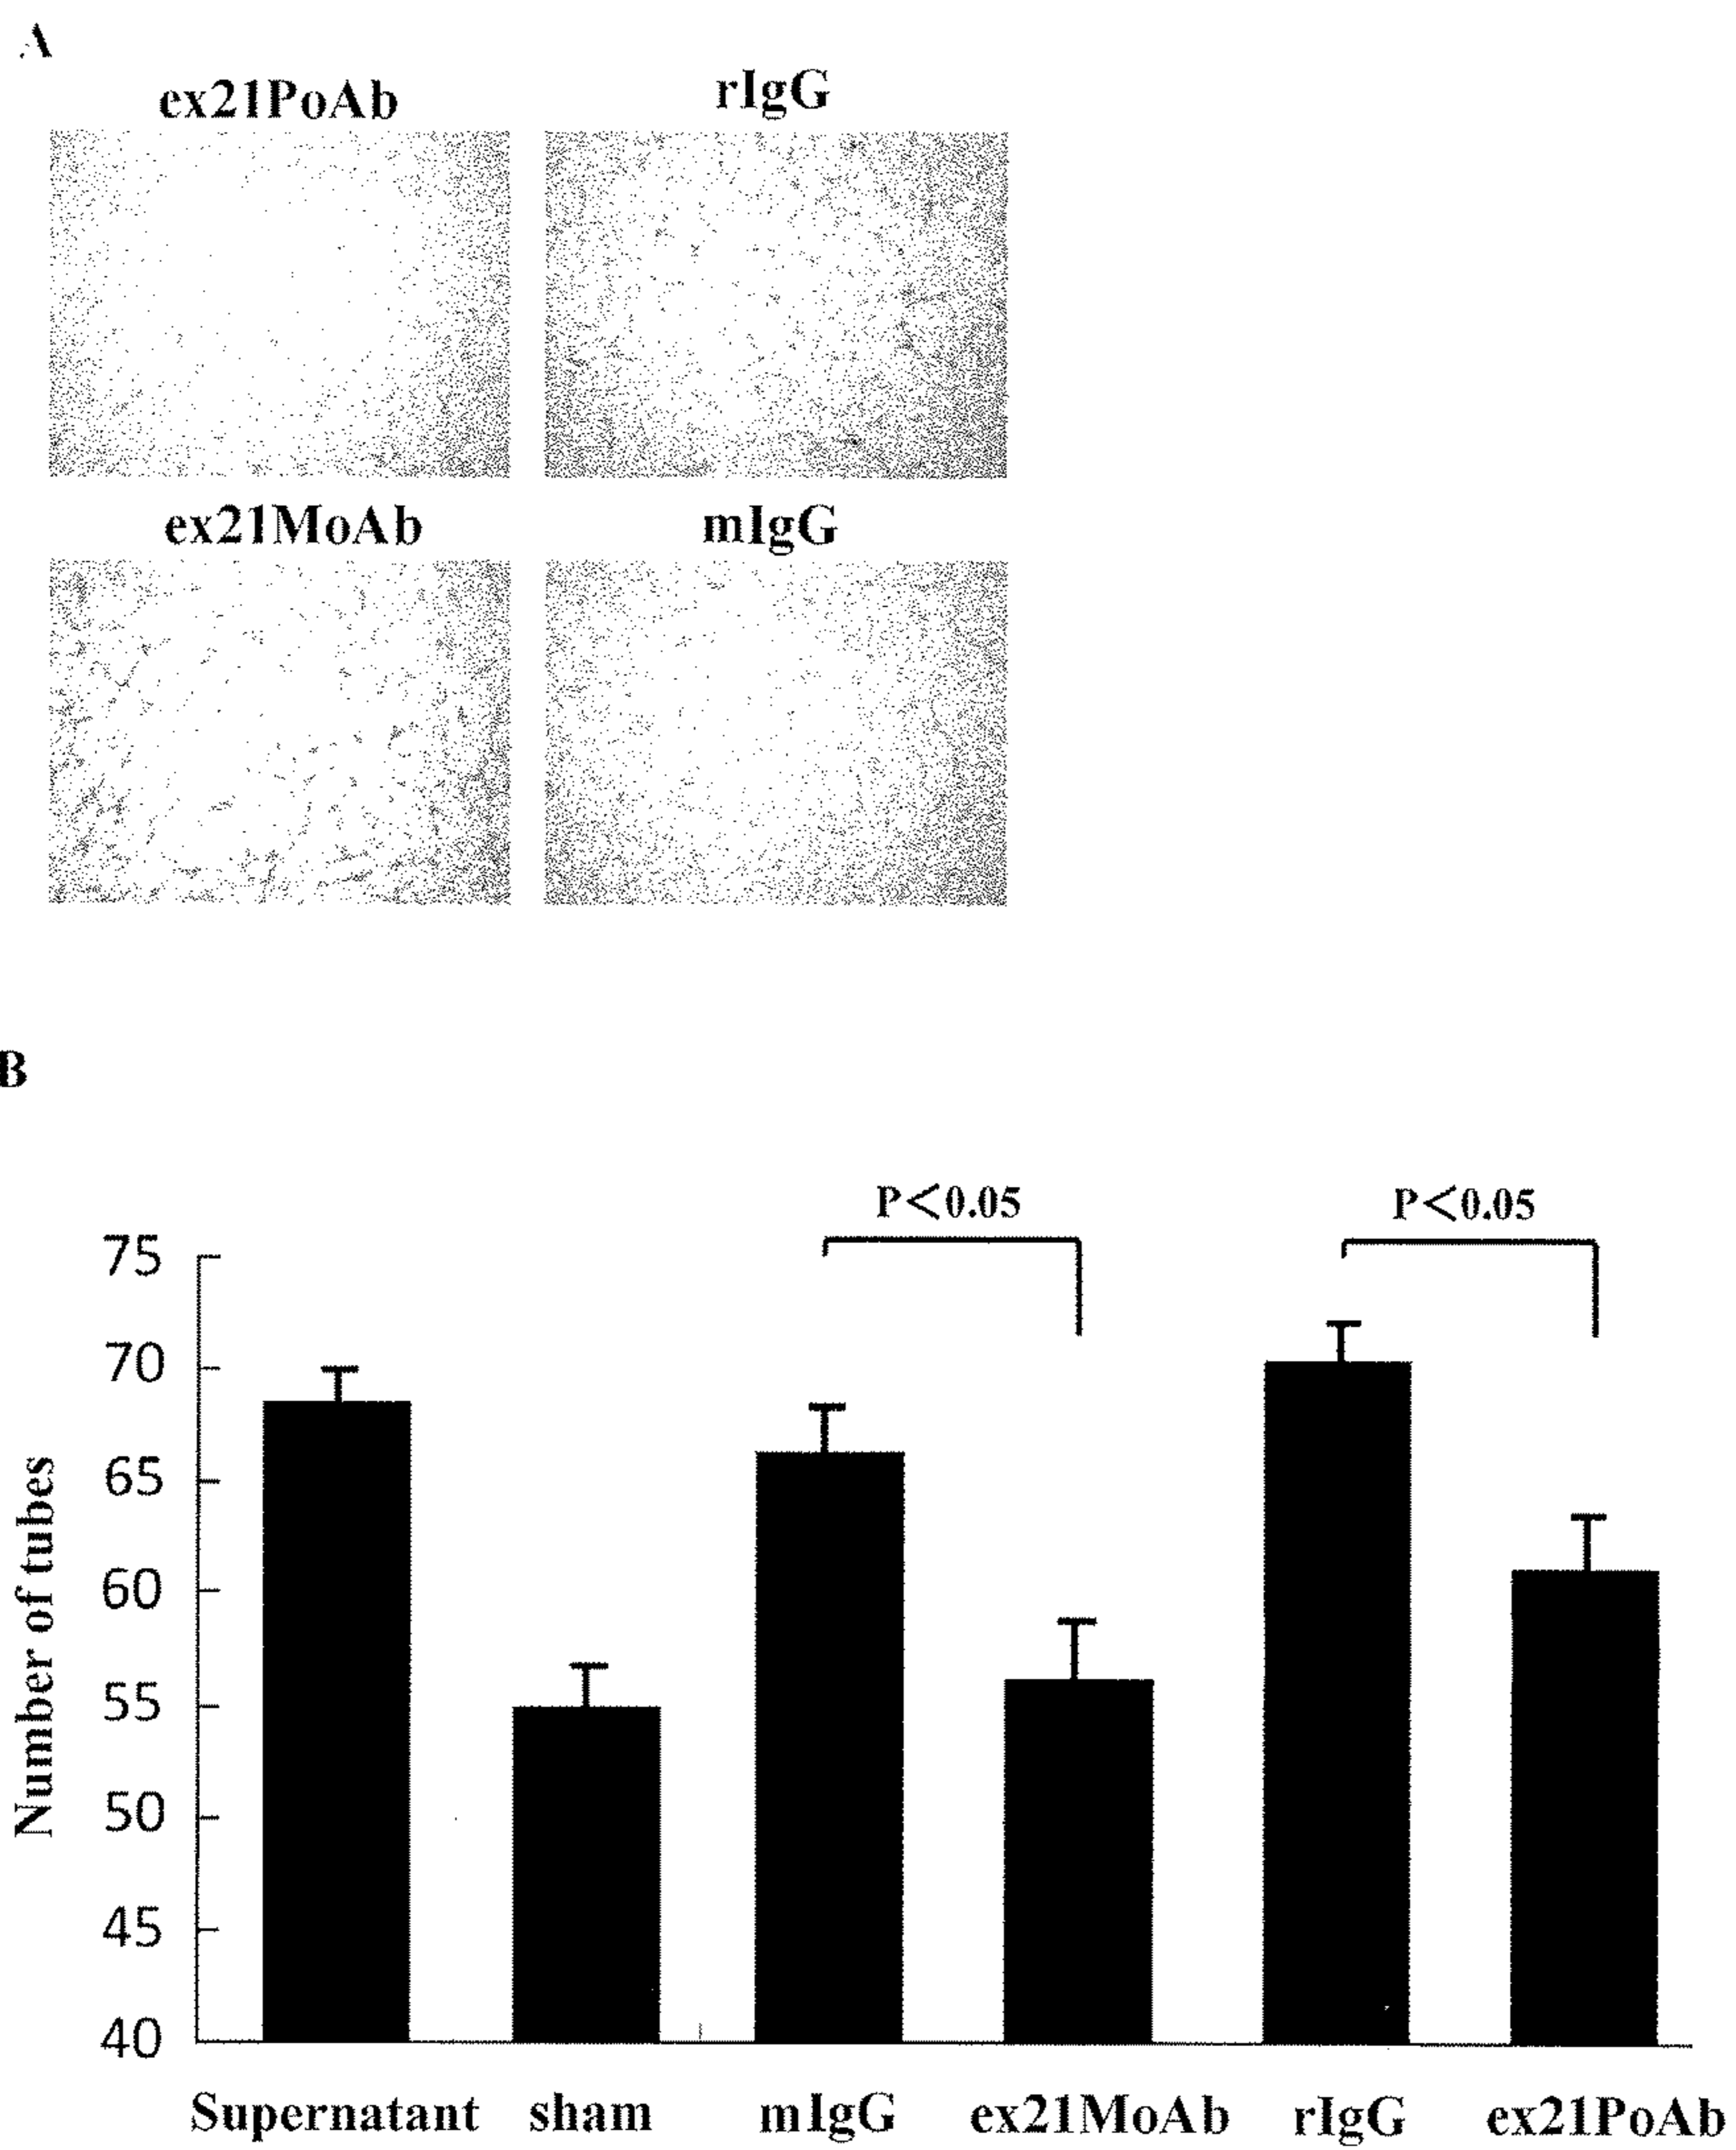 A
ex21PoAb rIgG
ex21MoAb mIgG
B
P<0.05 P<0.05
75
70
65
60
55
50
45
40
Number of tubes
Supernatant sham mIgG ex21MoAb rIgG ex21PoAb